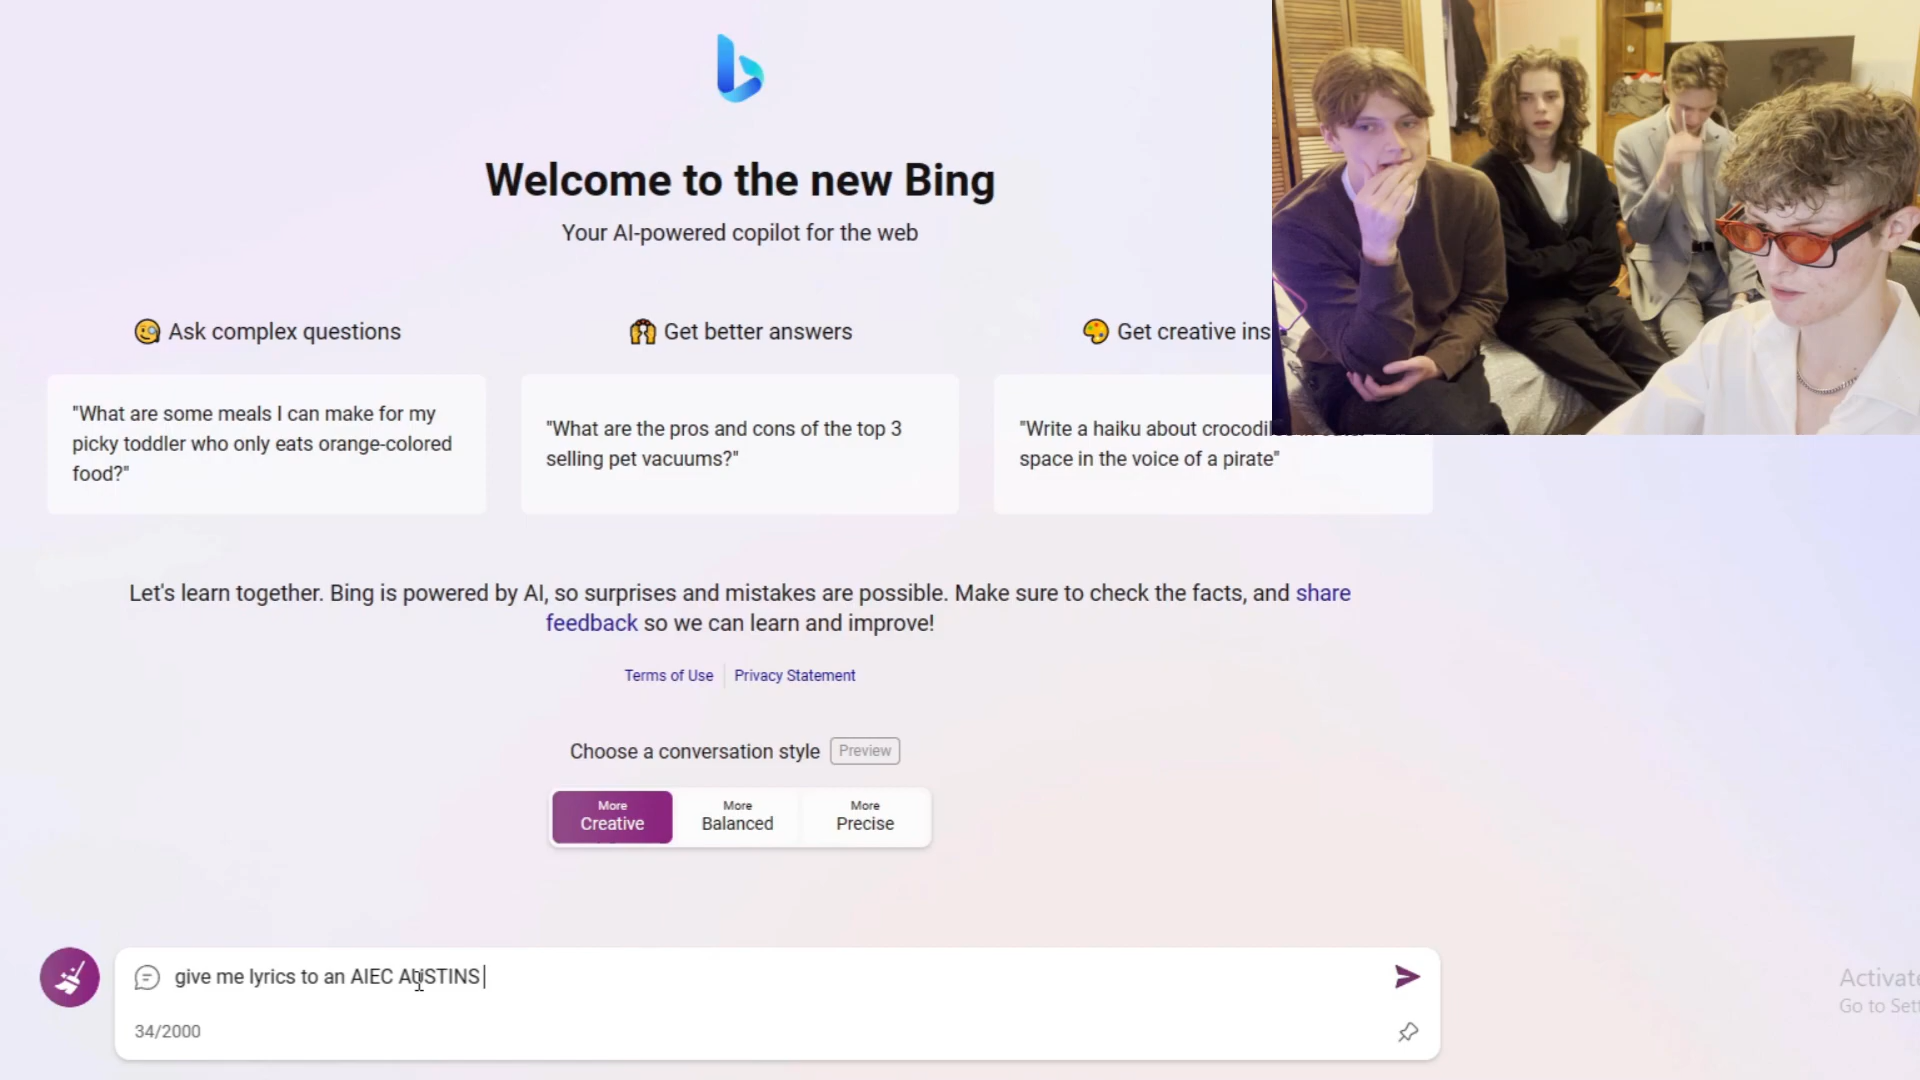 Welcome to the new Bing
Your AI-powered copilot for the web
Ask complex questions
Get better answers
Get creative ins
"What are some meals I can make for my
picky toddler who only eats orange-colored
food?"
"What are the pros and cons of the top 3
selling pet vacuums?"
"Write a haiku about crocodil
space in the voice of a pirate"
Let's learn together. Bing is powered by AI, so surprises and mistakes are possible. Make sure to check the facts, and share
feedback so we can learn and improve!
Terms of Use
Privacy Statement
Choose a conversation style Preview
More
Creative
More
Balanced
More
Precise
give me lyrics to an AIEC AUSTINS
34/2000
Activate
Go to Sett